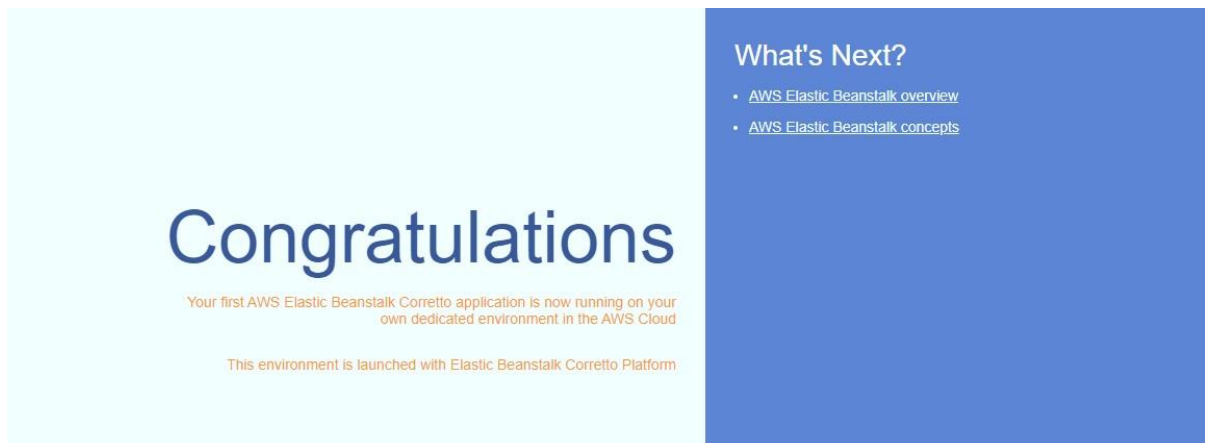 Congratulations
Your first AWS Elastic Beanstalk Corretto application is now running on your
own dedicated environment in the AWS Cloud
This environment is launched with Elastic Beanstalk Corretto Platform
What's Next?
AWS Elastic Beanstalk overview
AWS Elastic Beanstalk concepts